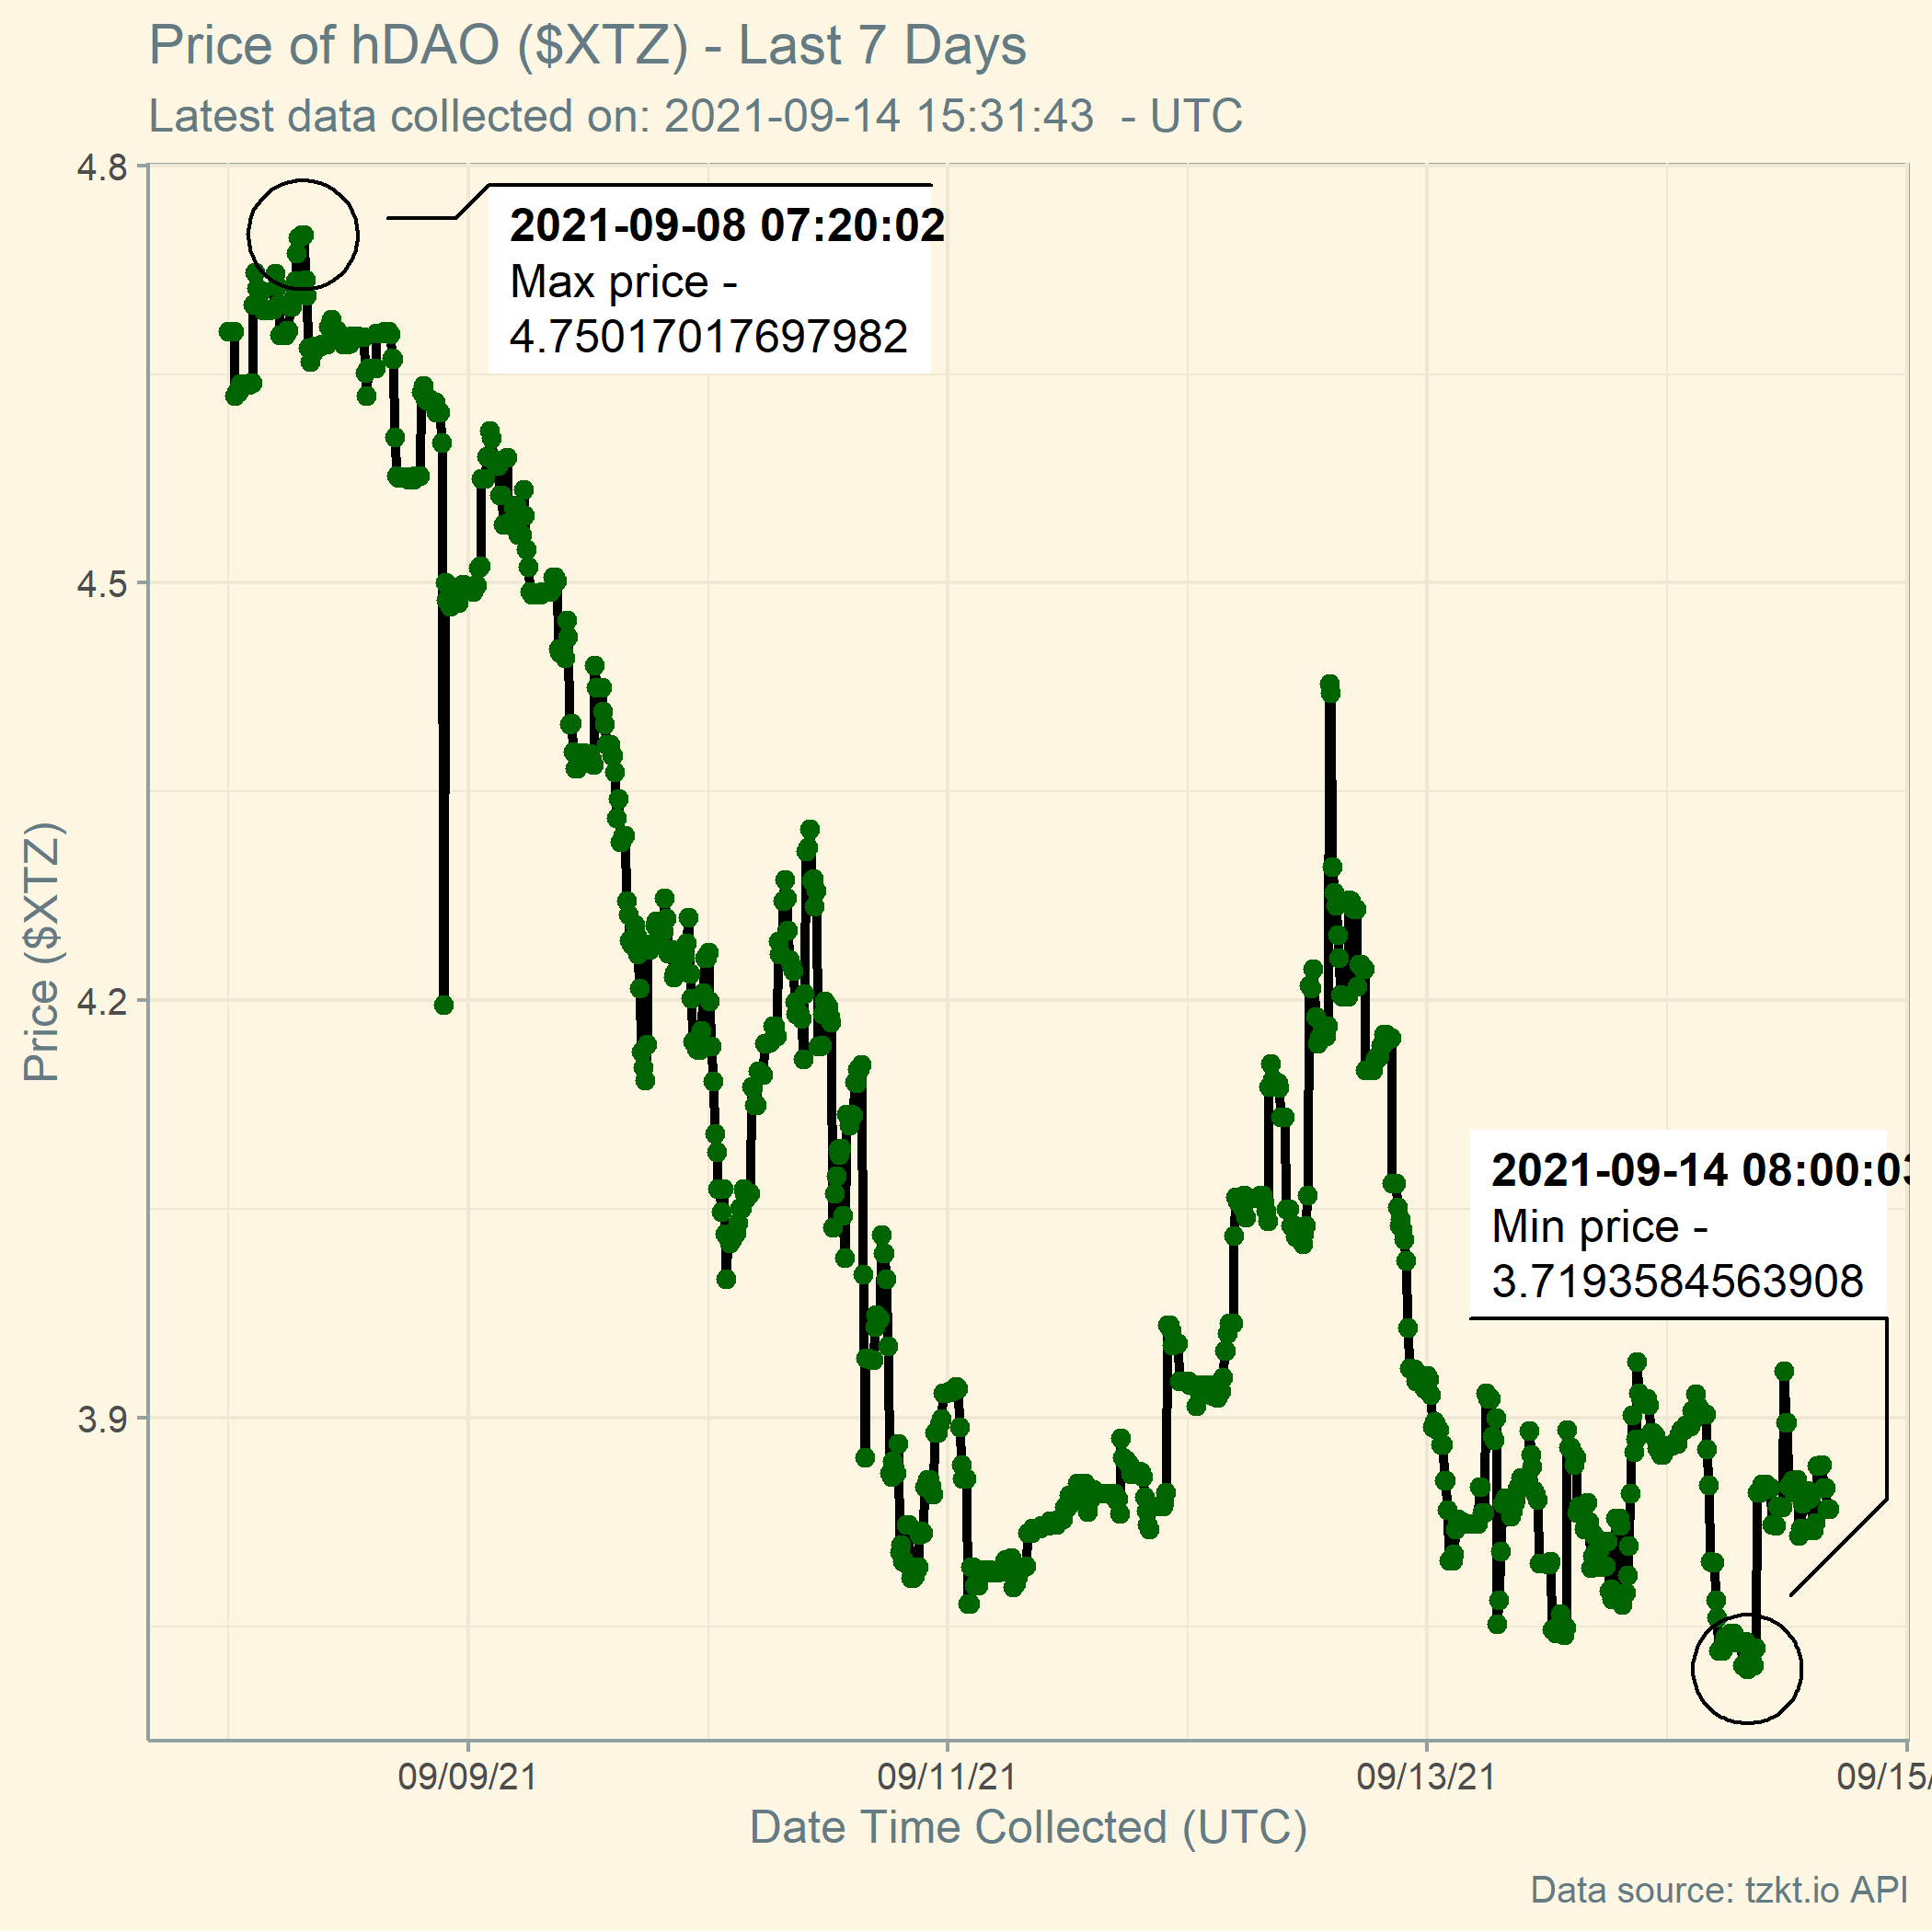 Price of hDAO ($XTZ) - Last 7 Days
Latest data collected on: 2021-09-14 15:31:43  - UTC
4.8
2021-09-08 07:20:02
Max price -
4.75017017697982
4.5
Price ($XTZ)
4.2
2021-09-14 08:00:03
Min price -
3.7193584563908
3.9
09/09/21
09/11/21
09/13/21
09/15/
Date Time Collected (UTC)
Data source: tzkt.io API